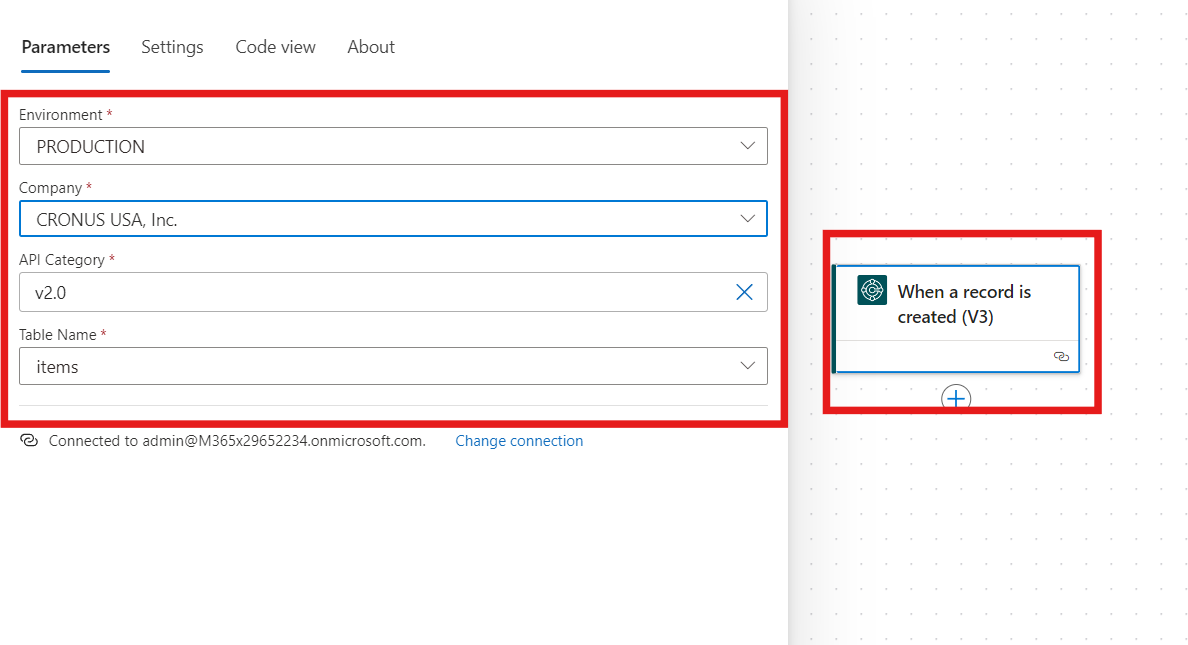 Parameters Settings Code view About
Environment *
PRODUCTION
Company *
CRONUS USA, Inc.
API Category *
v2.0
Table Name *
items
Connected to admin@M365x29652234.onmicrosoft.com. Change connection
When a record is
created (V3)